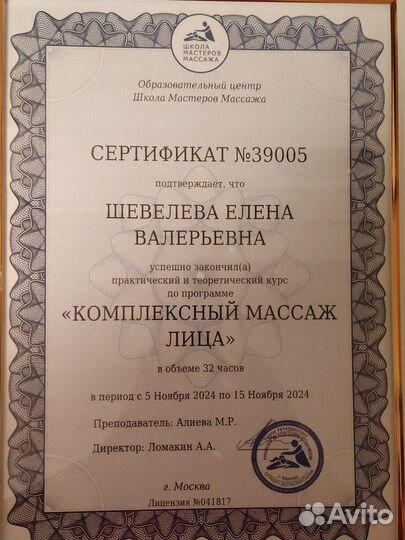 ШКОЛА
МАСТЕРОВ
МАССАЖА
Образовательный центр
Школа Мастеров Массажа
СЕРТИФИКАТ №39005
подтверждает, что
ШЕВЕЛЕВА ЕЛЕНА
ВАЛЕРЬЕВНА
успешно закончил(а)
практический и теоретический курс
по программе
«КОМПЛЕКСНЫЙ МАССАЖ
ЛИЦА»
в объеме 32 часов
в период с 5 Ноября 2024 по 15 Ноября 2024
Преподаватель: Алиева М.Р.
Директор: Ломакин А.А.
г. Москва
г. Москва
Лицензия №041817
Avito